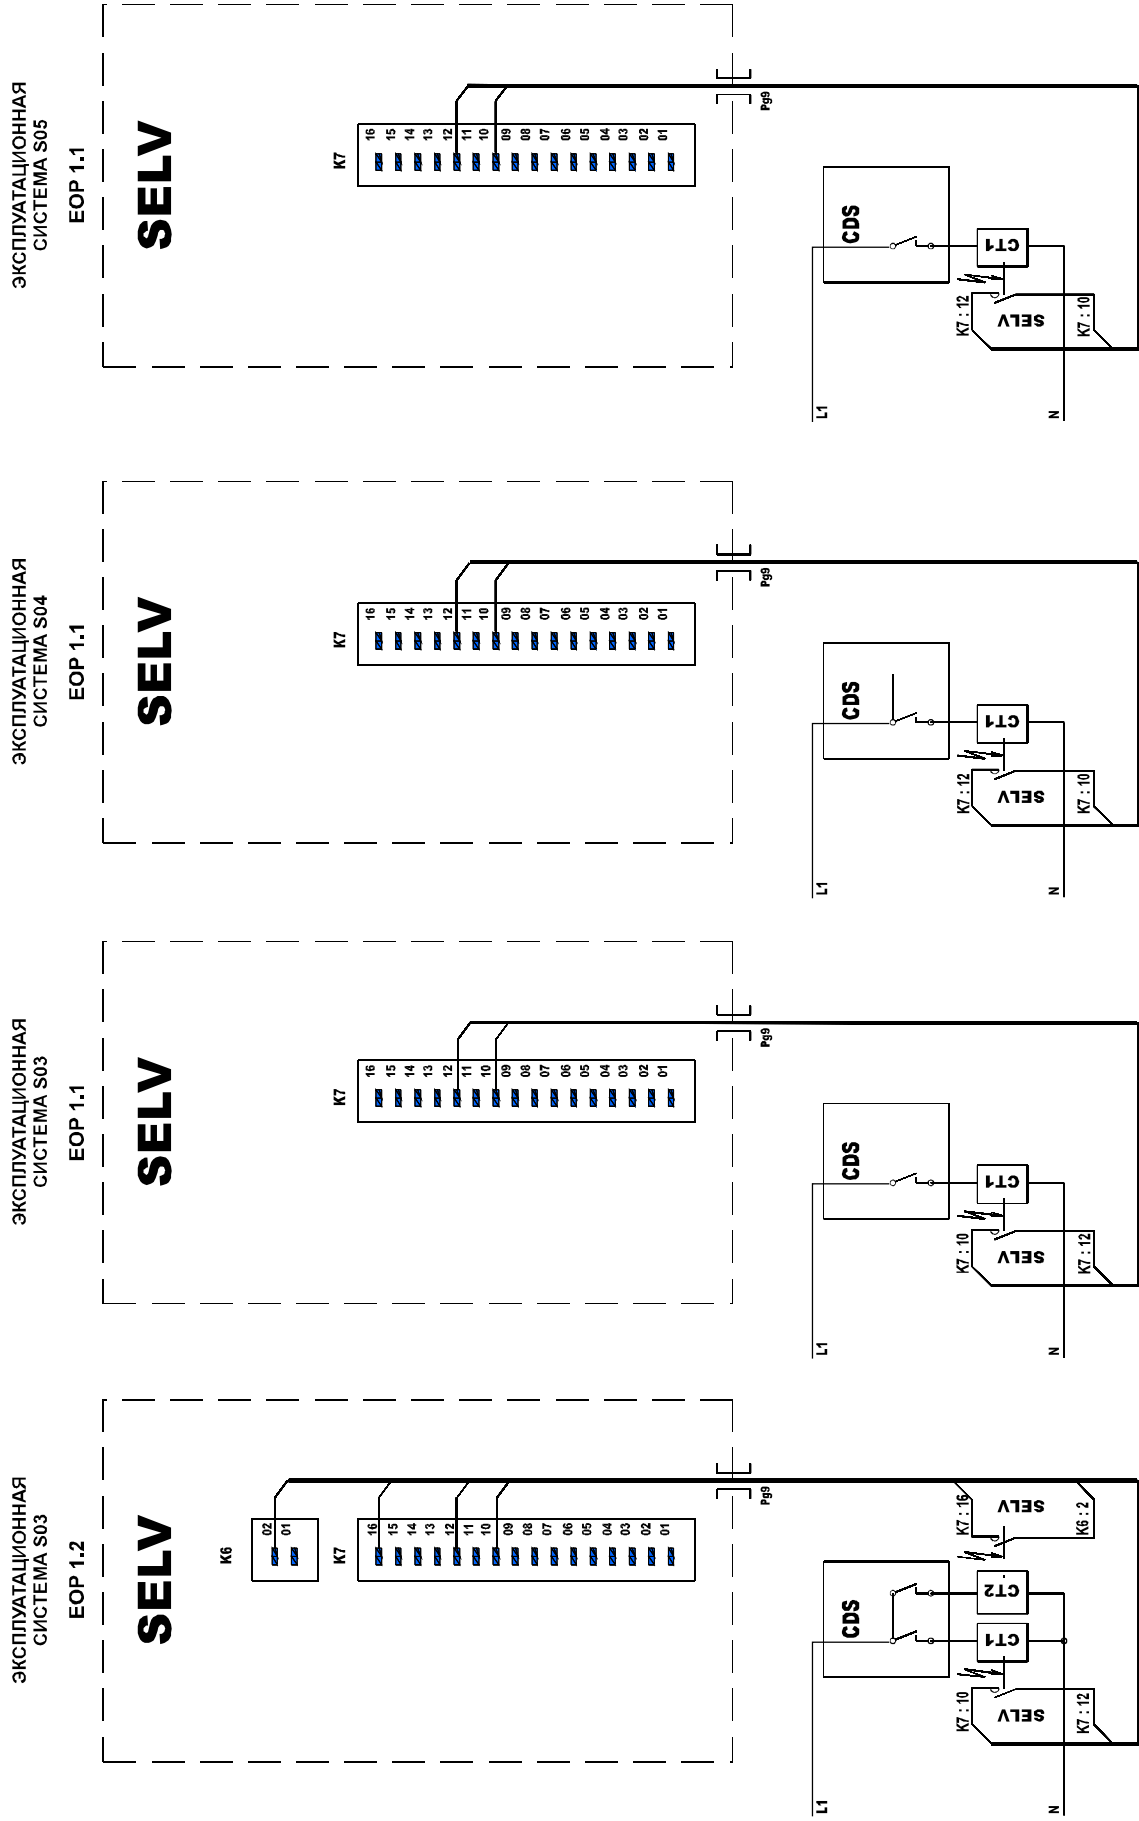 ЭКСПЛУАТАЦИОННАЯ
СИСТЕМА S05
EOP 1.1
SELV
K7
16
15
14
13
12
11
10
09
08
07
06
05
04
03
02
01
Pg9
CDS
CT1
K7 : 12
SELV
K7 : 10
L1
N
ЭКСПЛУАТАЦИОННАЯ
СИСТЕМА S04
EOP 1.1
SELV
K7
16
15
14
13
12
11
10
09
08
07
06
05
04
03
02
01
Pg9
CDS
CT1
K7 : 12
SELV
K7 : 10
L1
N
ЭКСПЛУАТАЦИОННАЯ
СИСТЕМА S03
EOP 1.1
SELV
K7
16
15
14
13
12
11
10
09
08
07
06
05
04
03
02
01
Pg9
CDS
CT1
K7 : 10
SELV
K7 : 12
L1
N
ЭКСПЛУАТАЦИОННАЯ
СИСТЕМА S03
EOP 1.2
SELV
K6
02
01
K7
16
15
14
13
12
11
10
09
08
07
06
05
04
03
02
01
Pg9
K7 : 16
SELV
K6 : 2
CDS
CT2
CT1
K7 : 10
SELV
K7 : 12
L1
N